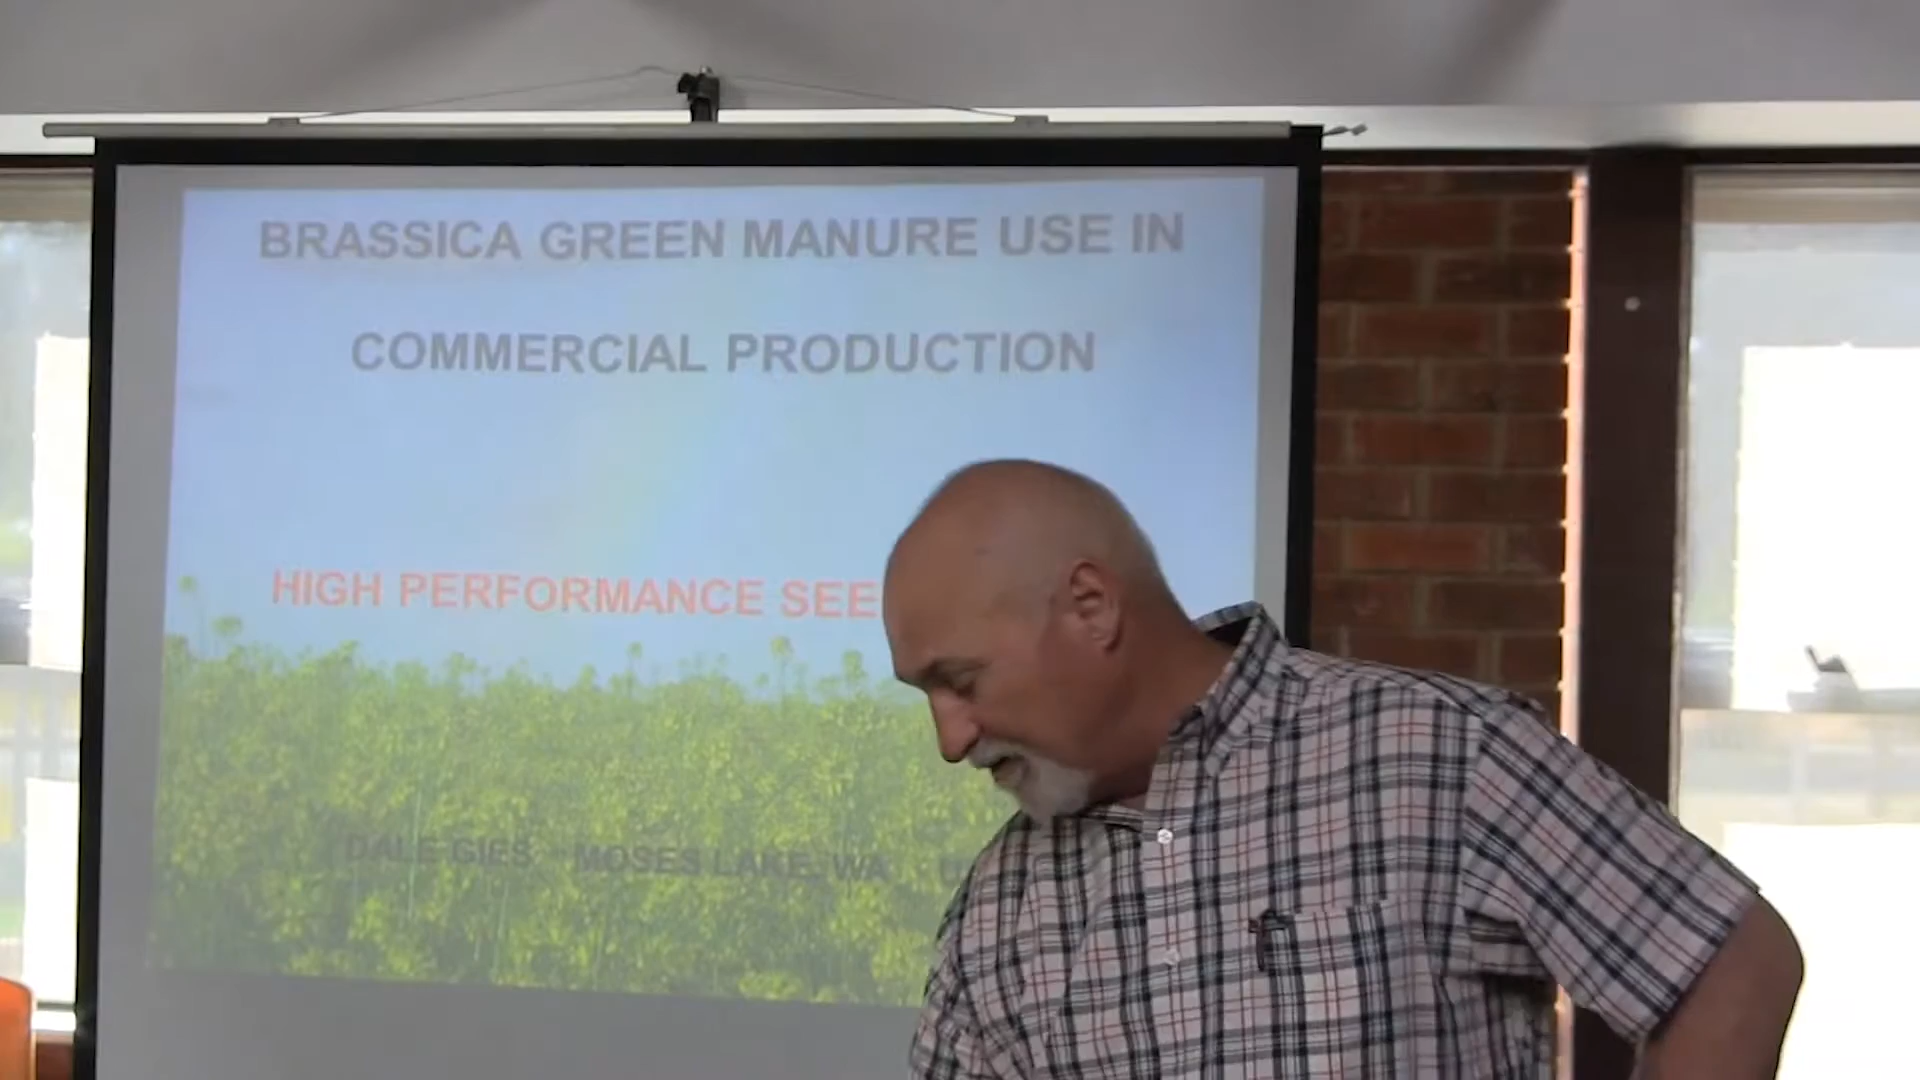 BRASSICA GREEN MANURE USE IN
COMMERCIAL PRODUCTION
HIGH PERFORMANCE SEE
DALE GIES - MOSES LAKE, WA